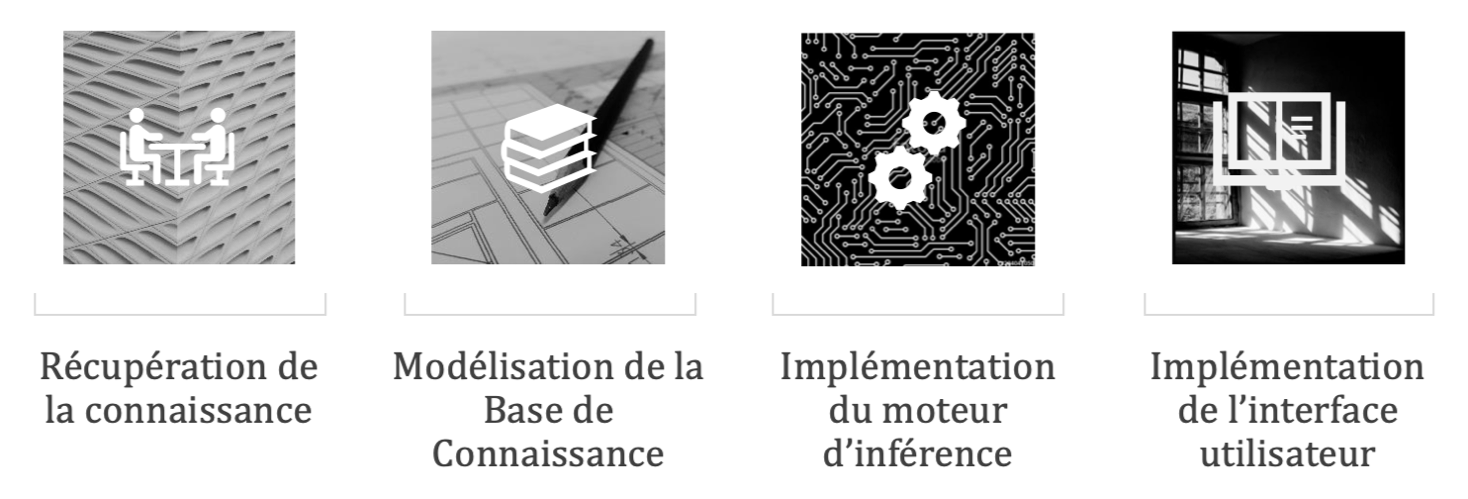 Récupération de
la connaissance
Modélisation de la
Base de
Connaissance
Implémentation
du moteur
d’inférence
Implémentation
de l’interface
utilisateur